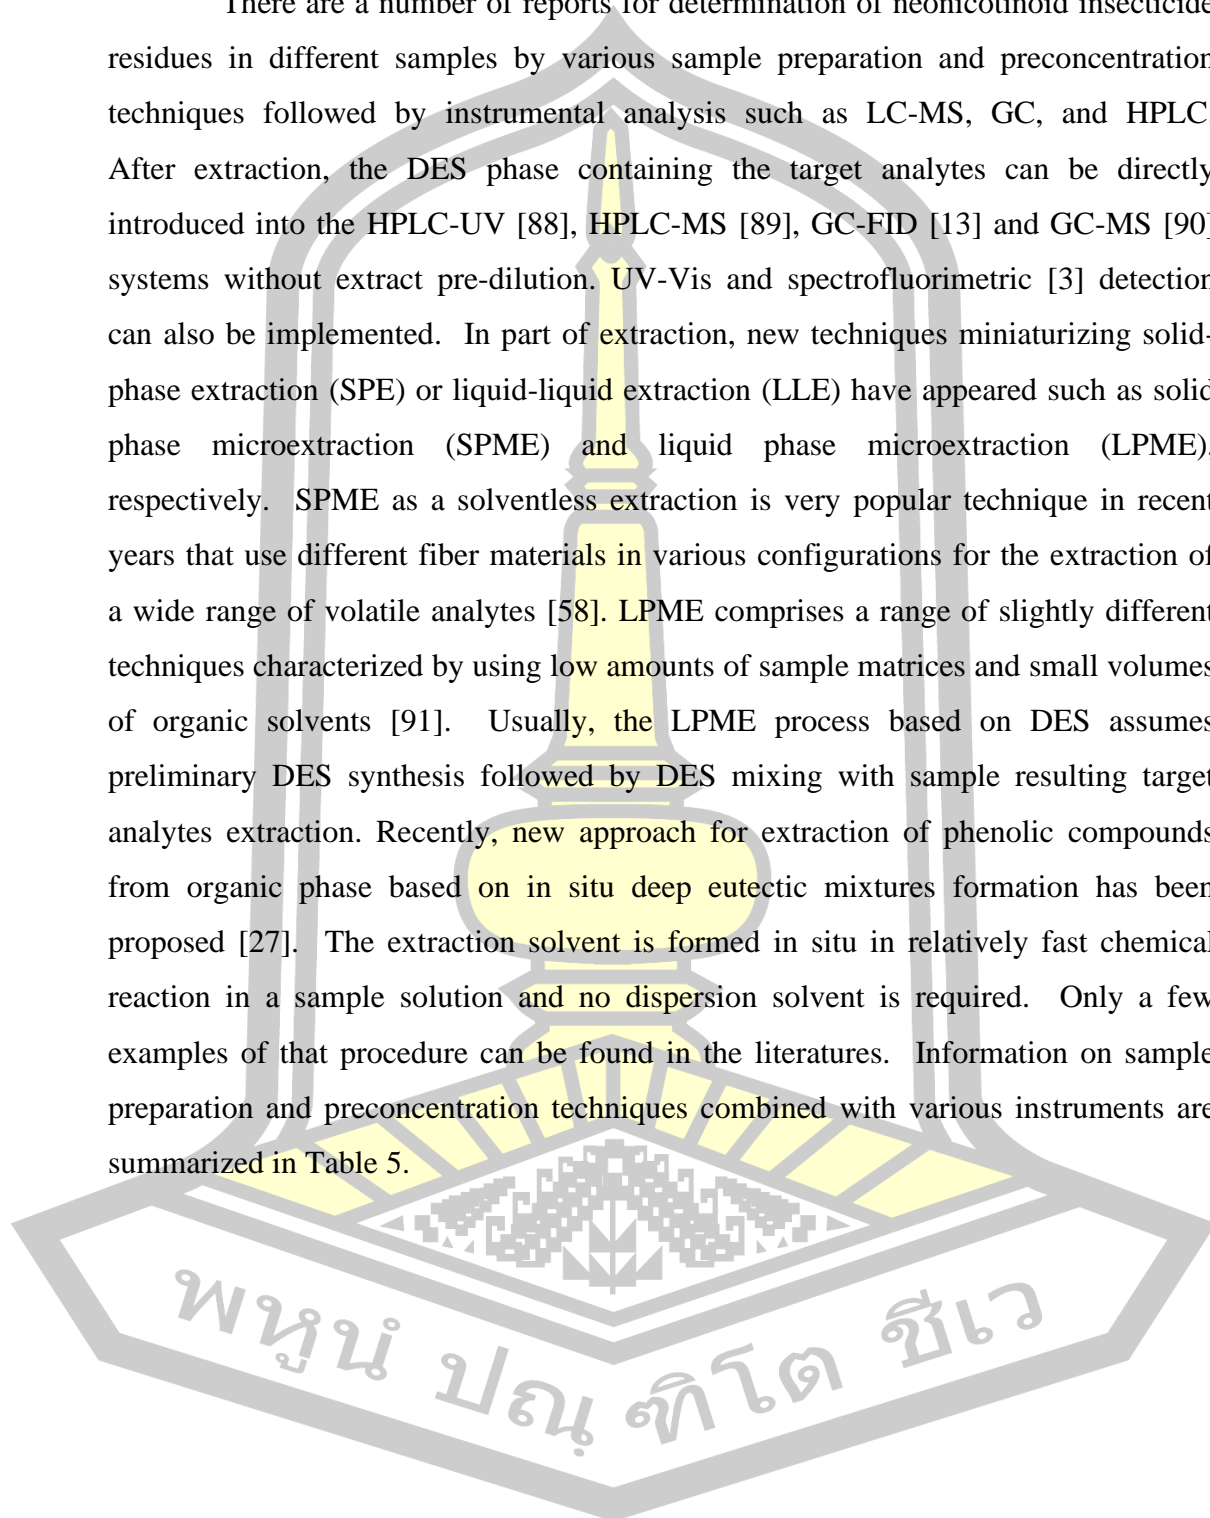 There are a number of reports for determination of neonicotinoid insecticide
residues in different samples by various sample preparation and preconcentration
techniques followed by instrumental analysis such as LC-MS, GC, and HPLC.
After extraction, the DES phase containing the target analytes can be directly
introduced into the HPLC-UV [88], HPLC-MS [89], GC-FID [13] and GC-MS [90]
systems without extract pre-dilution. UV-Vis and spectrofluorimetric [3] detection
can also be implemented. In part of extraction, new techniques miniaturizing solid-
phase extraction (SPE) or liquid-liquid extraction (LLE) have appeared such as solid
phase microextraction (SPME) and liquid phase microextraction (LPME),
respectively. SPME as a solventless extraction is very popular technique in recent
years that use different fiber materials in various configurations for the extraction of
a wide range of volatile analytes [58]. LPME comprises a range of slightly different
techniques characterized by using low amounts of sample matrices and small volumes
of organic solvents [91]. Usually, the LPME process based on DES assumes
preliminary DES synthesis followed by DES mixing with sample resulting target
analytes extraction. Recently, new approach for extraction of phenolic compounds
from organic phase based on in situ deep eutectic mixtures formation has been
proposed [27]. The extraction solvent is formed in situ in relatively fast chemical
reaction in a sample solution and no dispersion solvent is required. Only a few
examples of that procedure can be found in the literatures. Information on sample
preparation and preconcentration techniques combined with various instruments are
summarized in Table 5.
พหูนํ ปณฺฑิโต ชีเว